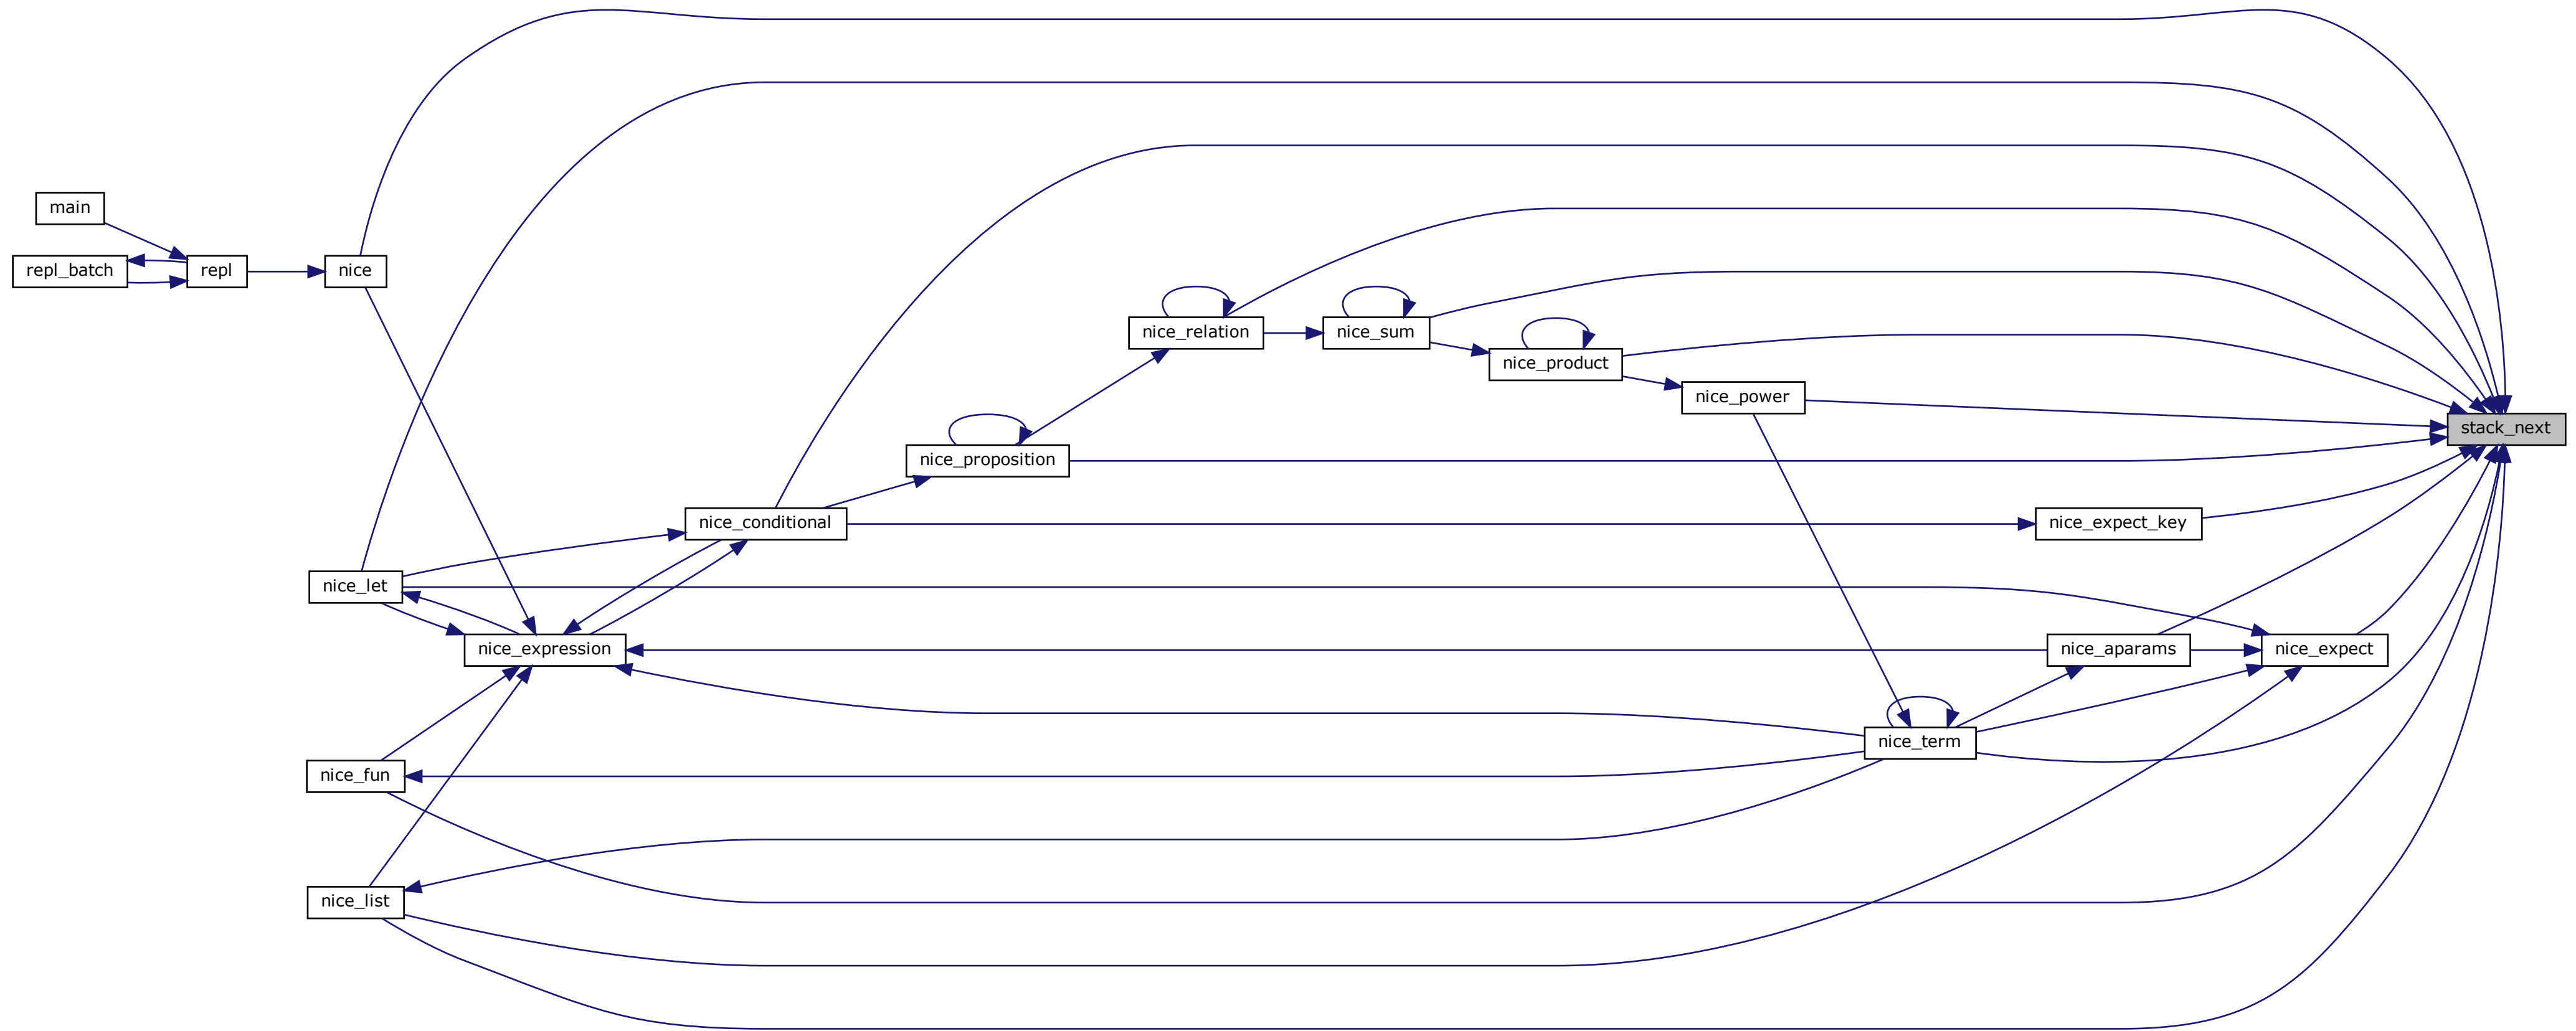 main
repl_batch
repl
nice
nice_relation
nice_sum
nice_product
nice_power
stack_next
nice_proposition
nice_conditional
nice_expect_key
nice_let
nice_expression
nice_aparams
nice_expect
nice_term
nice_fun
nice_list